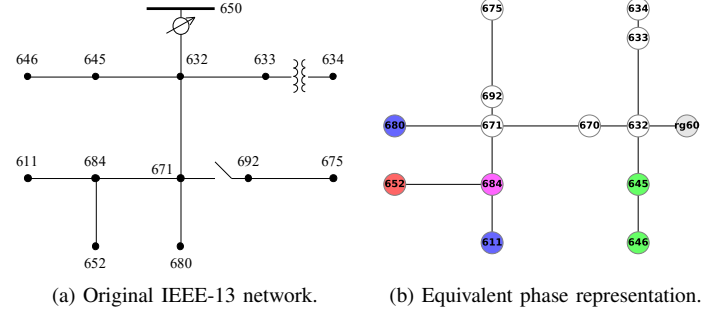 650
646 645 632 633 634
611 684 671 692 675
652 680
(a) Original IEEE-13 network.
675 634
633
692
680 671 670 632 rg60
652 684 645
611 646
(b) Equivalent phase representation.